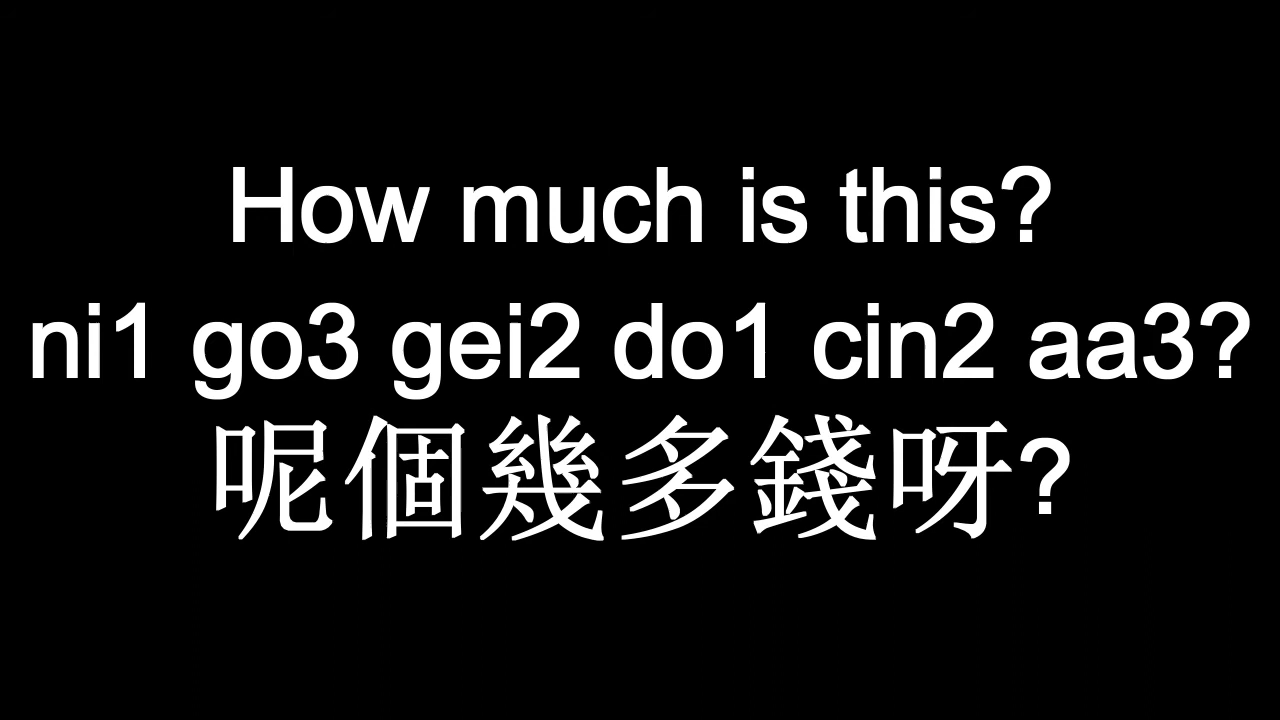 How much is this?
ni1 go3 gei2 do1 cin2 aa3?
呢個幾多錢呀?